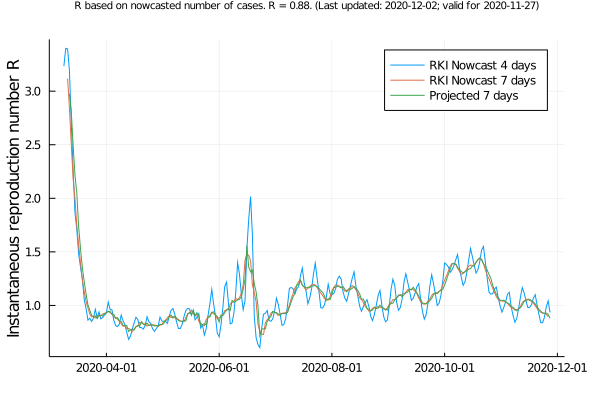 R based on nowcasted number of cases. R = 0.88. (Last updated: 2020-12-02; valid for 2020-11-27)
Instantaneous reproduction number R
3.0
2.5
2.0
1.5
1.0
RKI Nowcast 4 days
RKI Nowcast 7 days
Projected 7 days
2020-04-01
2020-06-01
2020-08-01
2020-10-01
2020-12-01